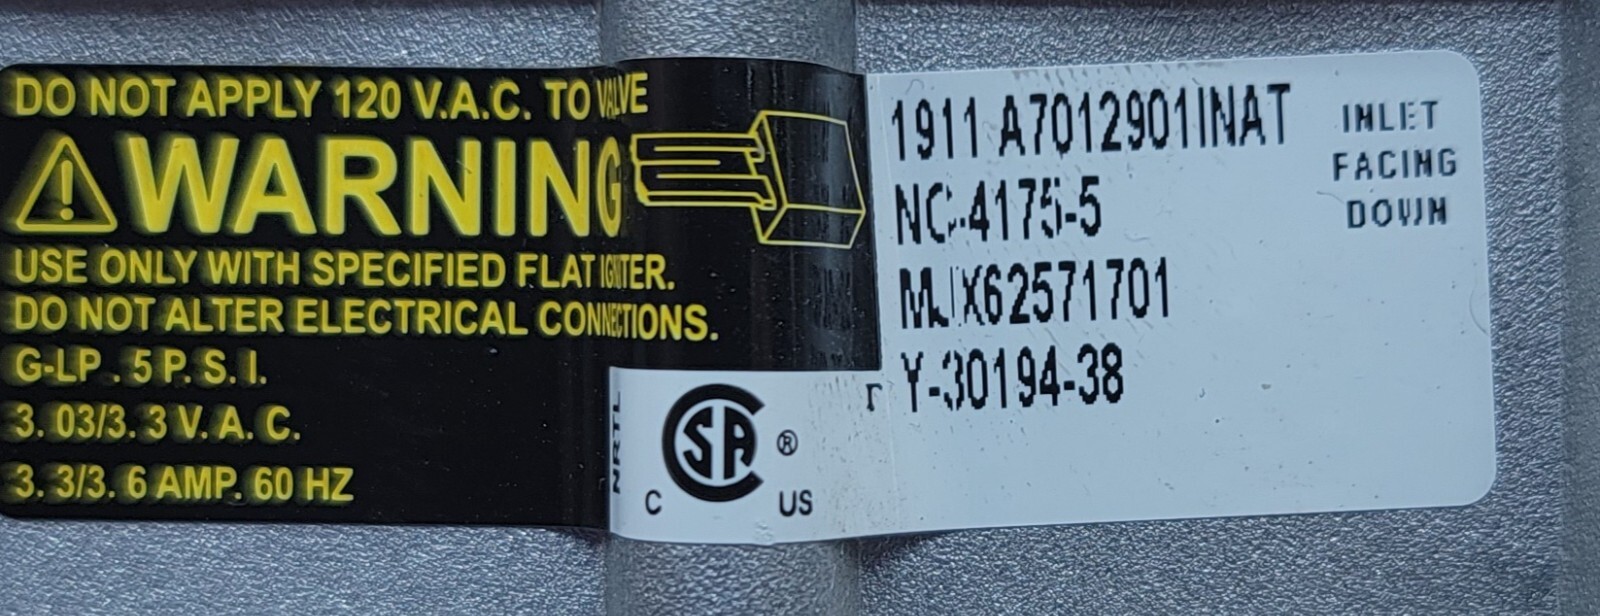 DO NOT APPLY 120 V.A.C. TO VALVE
WARNING
USE ONLY WITH SPECIFIED FLAT IGNITER.
DO NOT ALTER ELECTRICAL CONNECTIONS.
G-LP . 5 P. S. I.
3. 03/3. 3 V. A. C.
3. 3/3. 6 AMP. 60 HZ
NRTL
SA ®
C US
1911 A7012901INAT
NC-4175-5
MJX62571701
Y-30194-38
INLET
FACING
DOWN